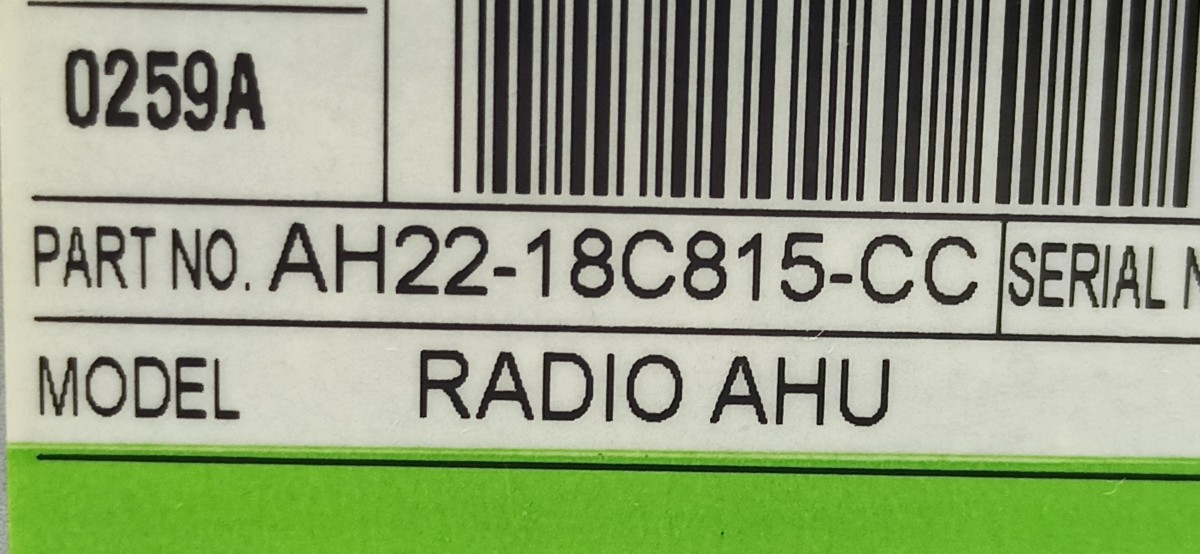 0259A
PART NO. AH22-18C815-CC SERIAL
MODEL RADIO AHU